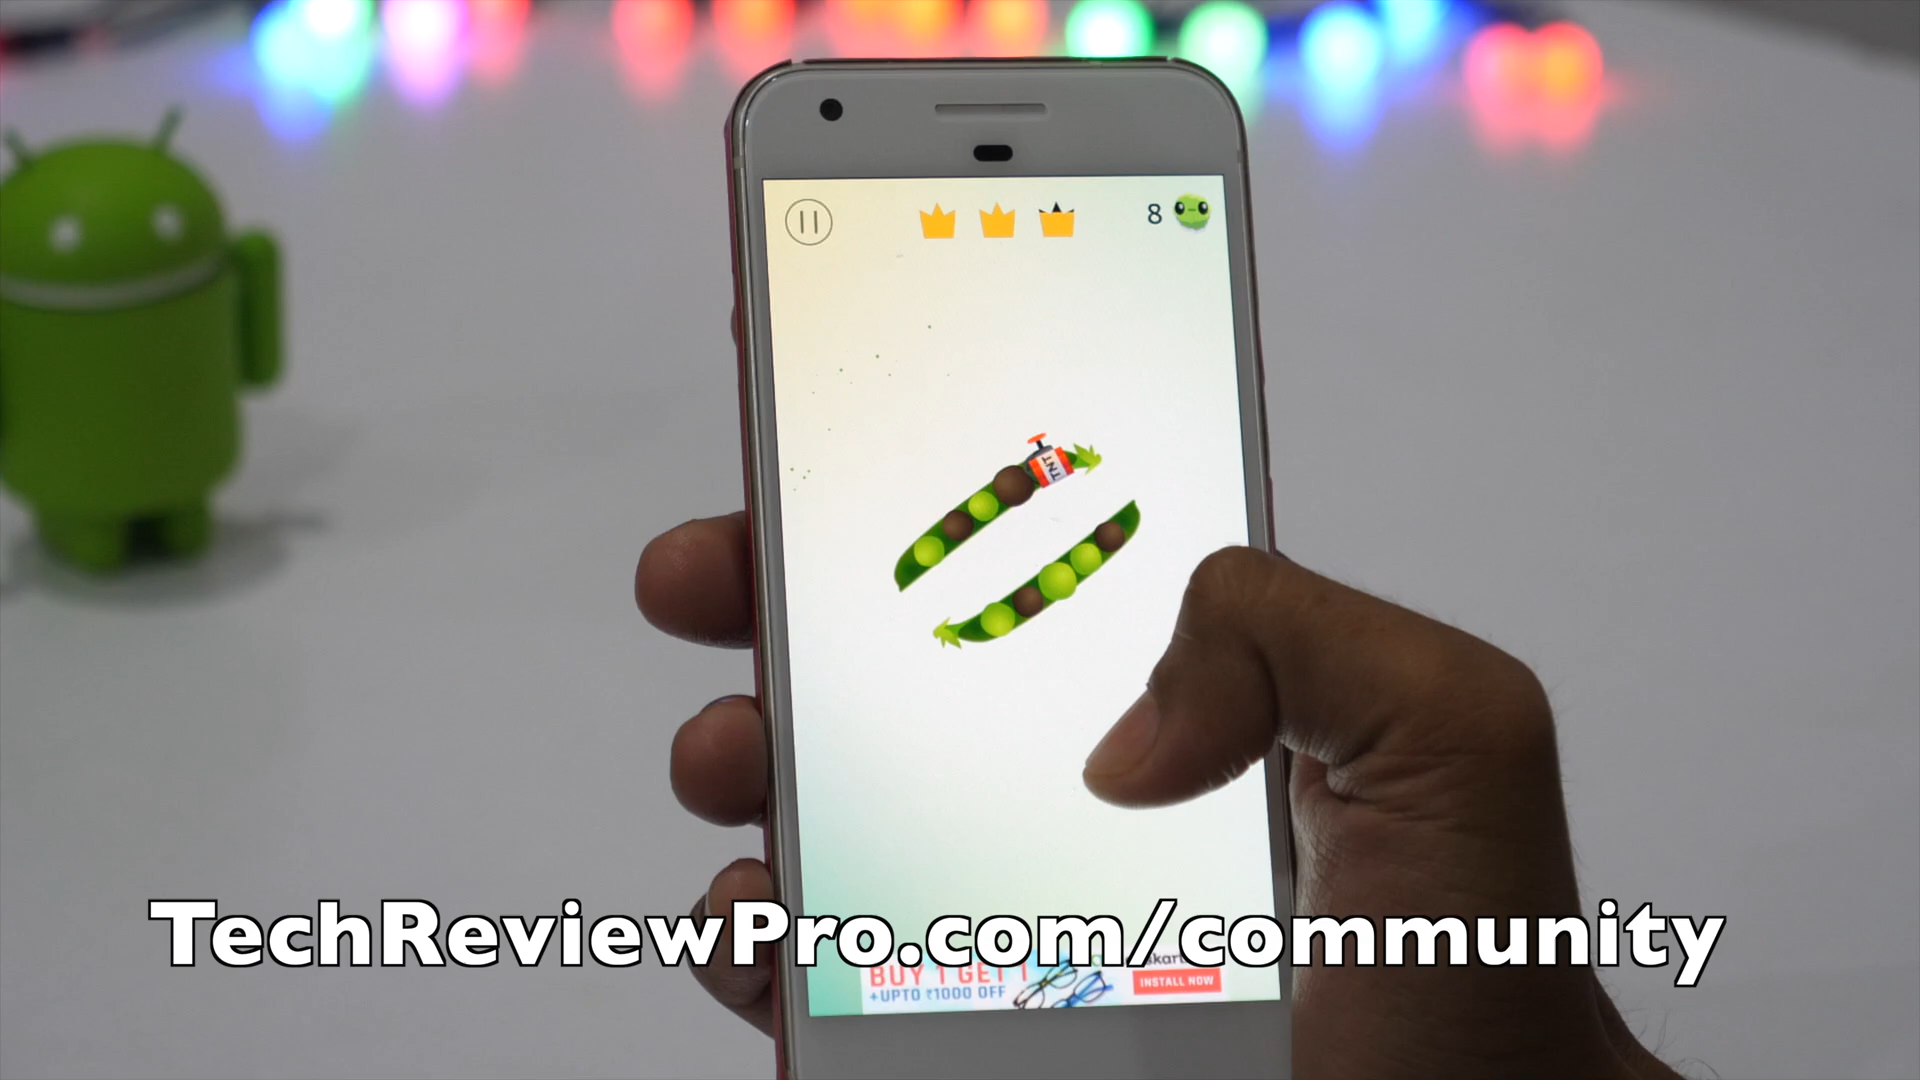 8
TNT
TechReviewPro.com/community
BUY 1 GET 1
+UPTO ₹1000 OFF
INSTALL NOW